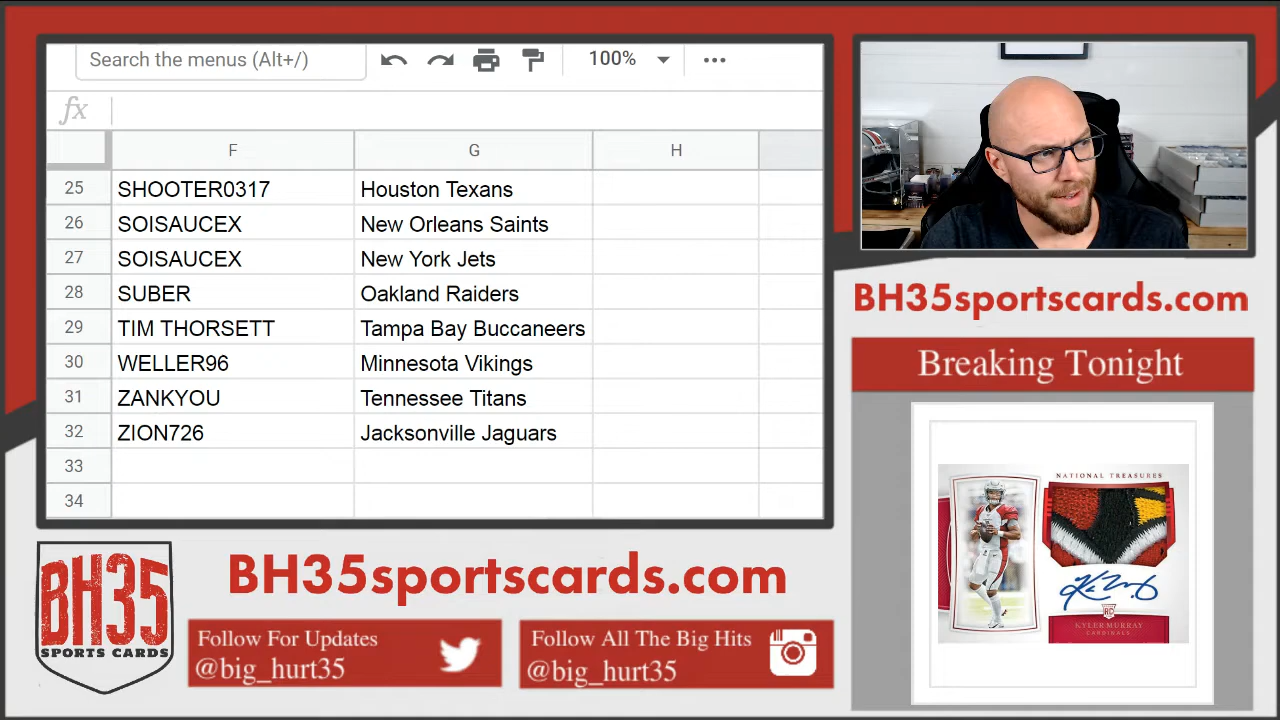 Search the menus (Alt+/)
100%
fx
F G H
25 SHOOTER0317 Houston Texans
26 SOISAUCEX New Orleans Saints
27 SOISAUCEX New York Jets
28 SUBER Oakland Raiders
29 TIM THORSETT Tampa Bay Buccaneers
30 WELLER96 Minnesota Vikings
31 ZANKYOU Tennessee Titans
32 ZION726 Jacksonville Jaguars
33
34
BH35sportscards.com
Breaking Tonight
NATIONAL TREASURES
RC
KYLER MURRAY
CARDINALS
BH35
SPORTS CARDS
BH35sportscards.com
Follow For Updates
@big_hurt35
Follow All The Big Hits
@big_hurt35